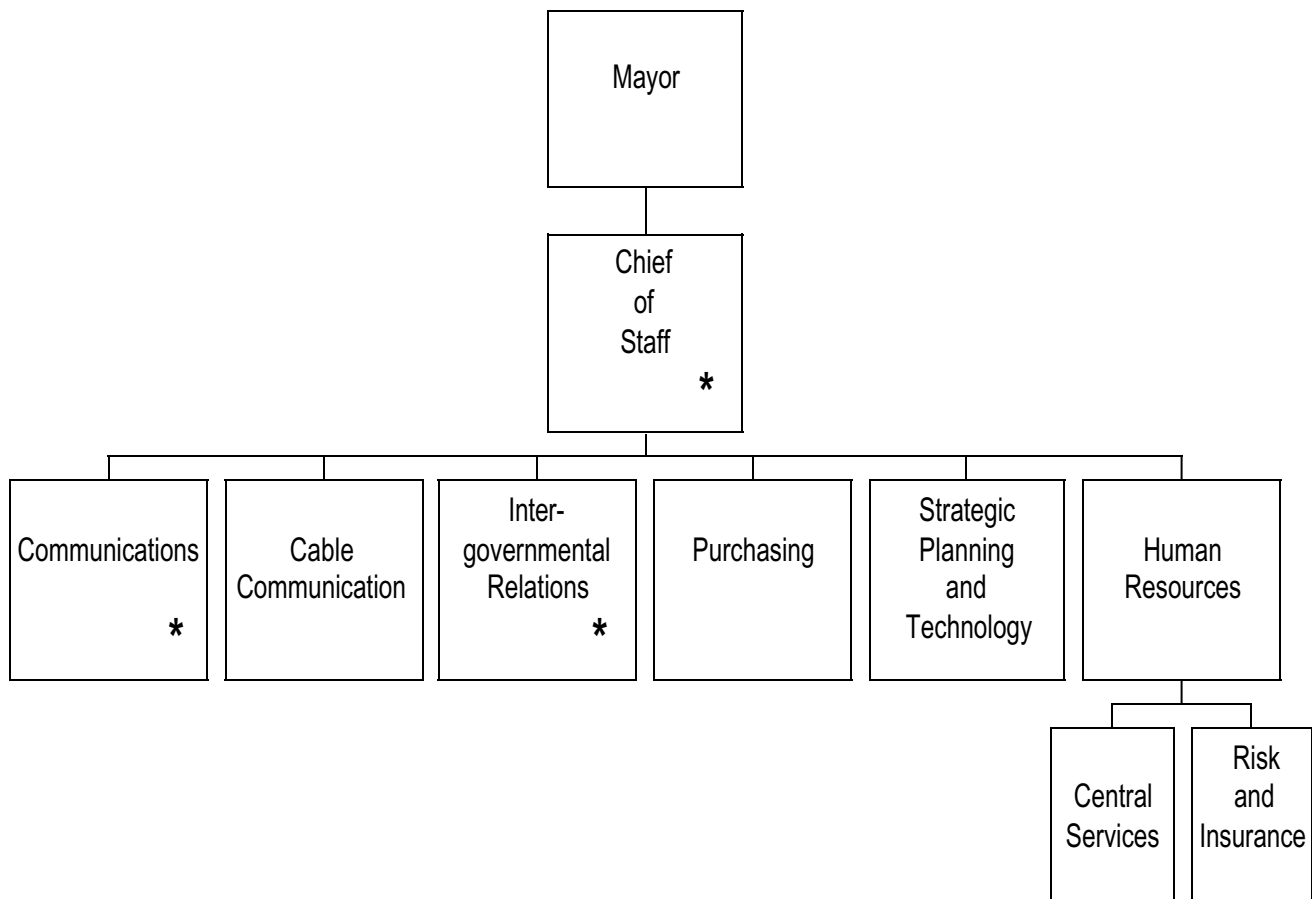 Mayor
Chief
of
Staff
*
Communications
*
Cable
Communication
Inter-
governmental
Relations
*
Purchasing
Strategic
Planning
and
Technology
Human
Resources
Central
Services
Risk
and
Insurance